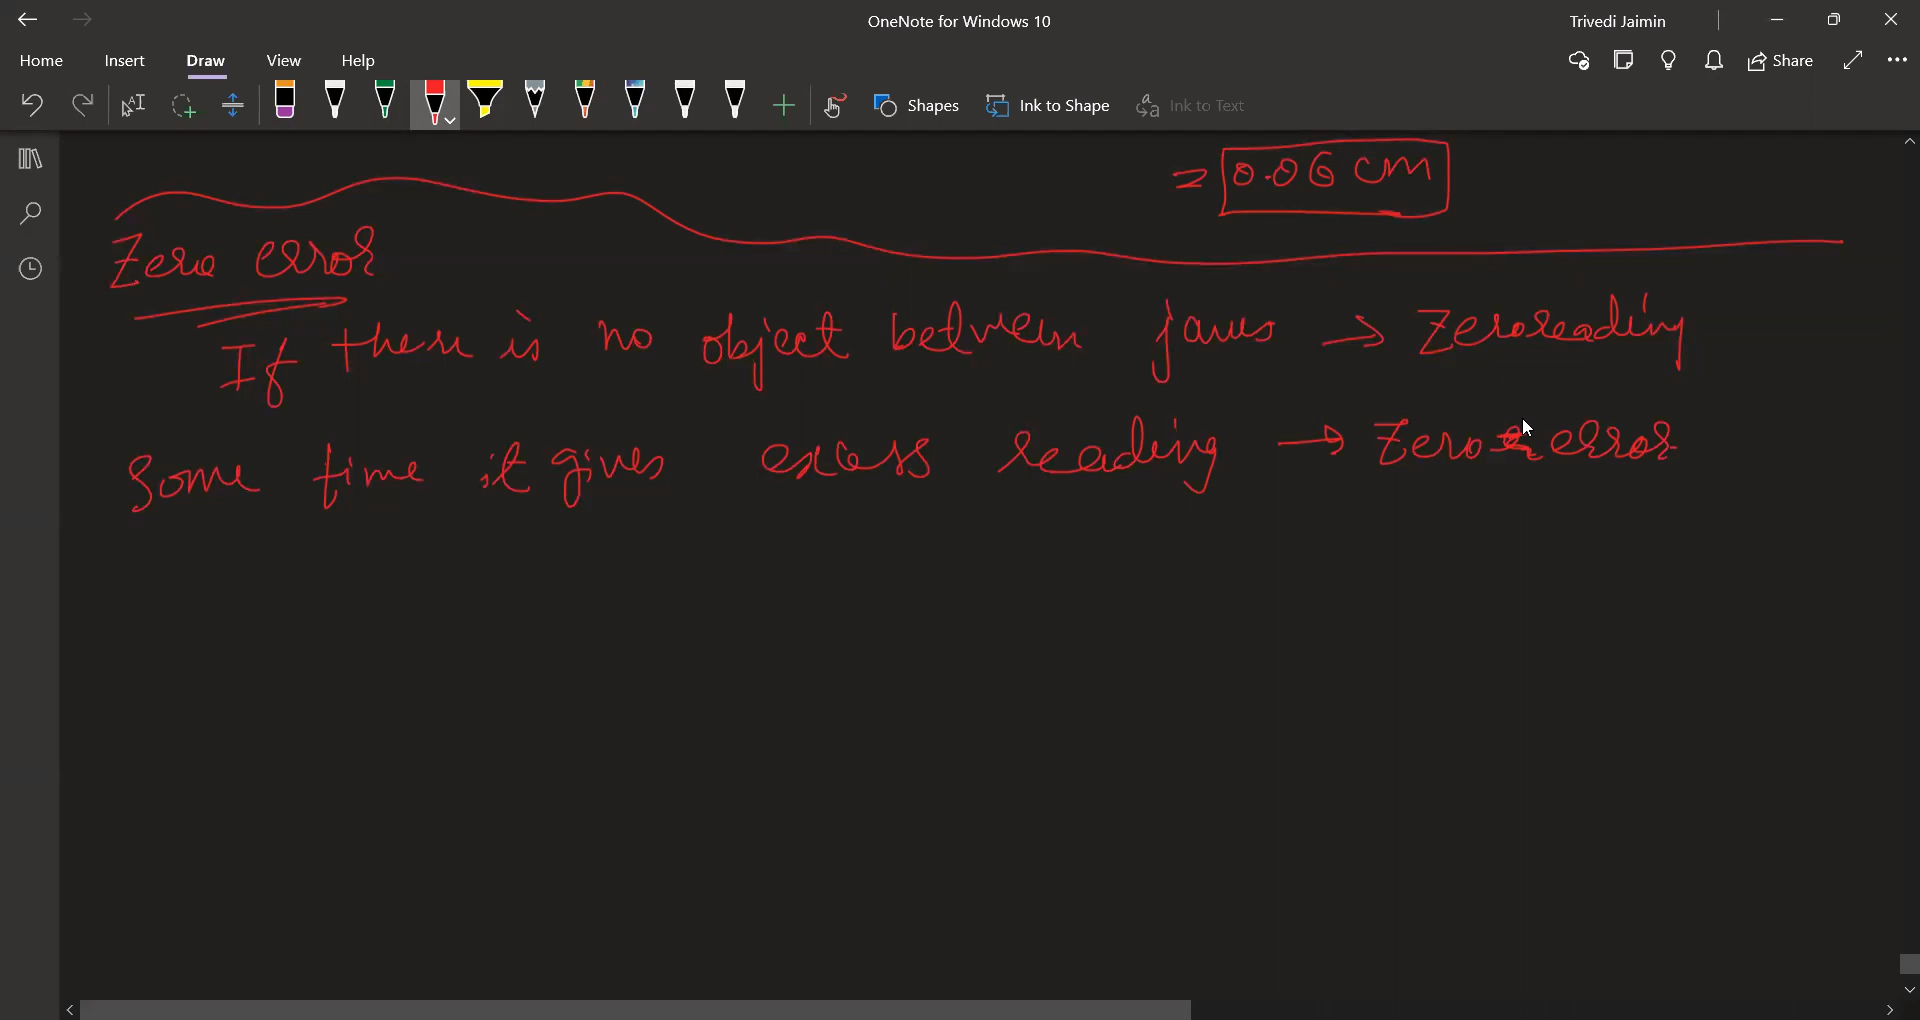 OneNote for Windows 10
Trivedi Jaimin
Home Insert Draw View Help
Share
Shapes Ink to Shape Ink to Text
= 0.06 cm
Zero error
If there is no object between jaws → Zero reading
Some time it gives excess reading → Zero error